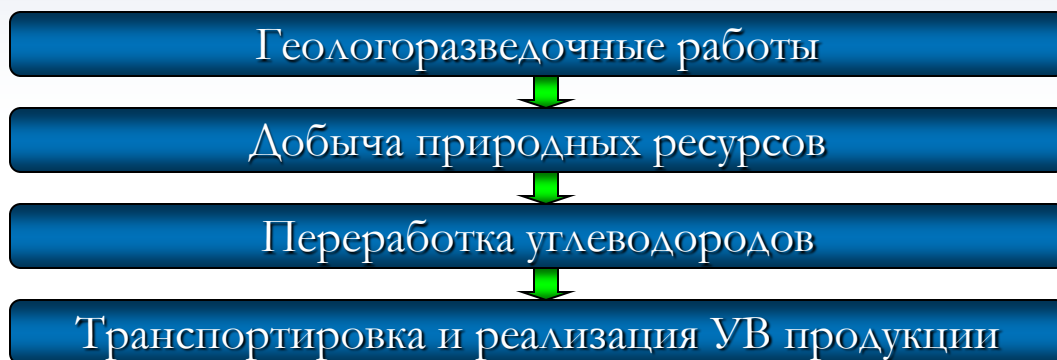 Геологоразведочные работы
Добыча природных ресурсов
Переработка углеводородов
Транспортировка и реализация УВ продукции